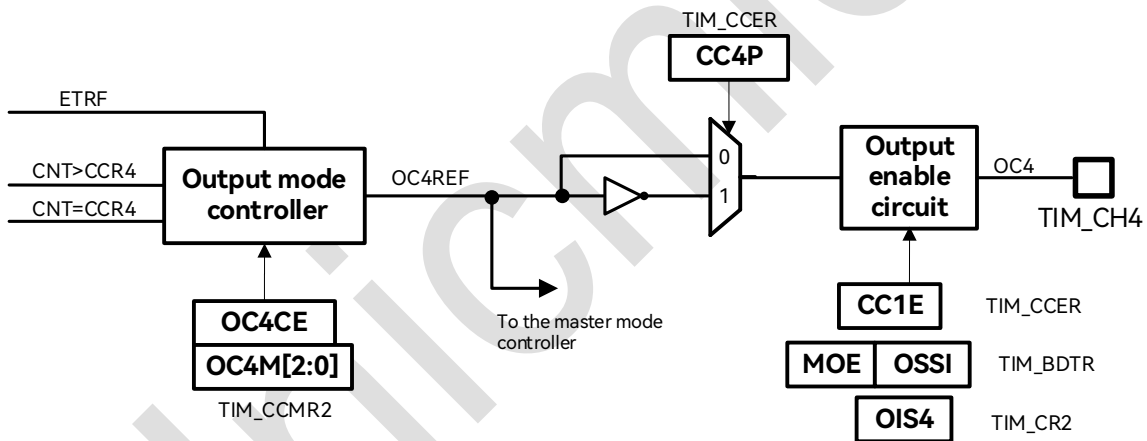 TIM_CCER
CC4P
ETRF
CNT>CCR4
CNT=CCR4
Output mode
controller
OC4REF
0
1
Output
enable
circuit
OC4
TIM_CH4
To the master mode
controller
OC4CE
OC4M[2:0]
TIM_CCMR2
CC1E
TIM_CCER
MOE
OSSI
TIM_BDTR
OIS4
TIM_CR2